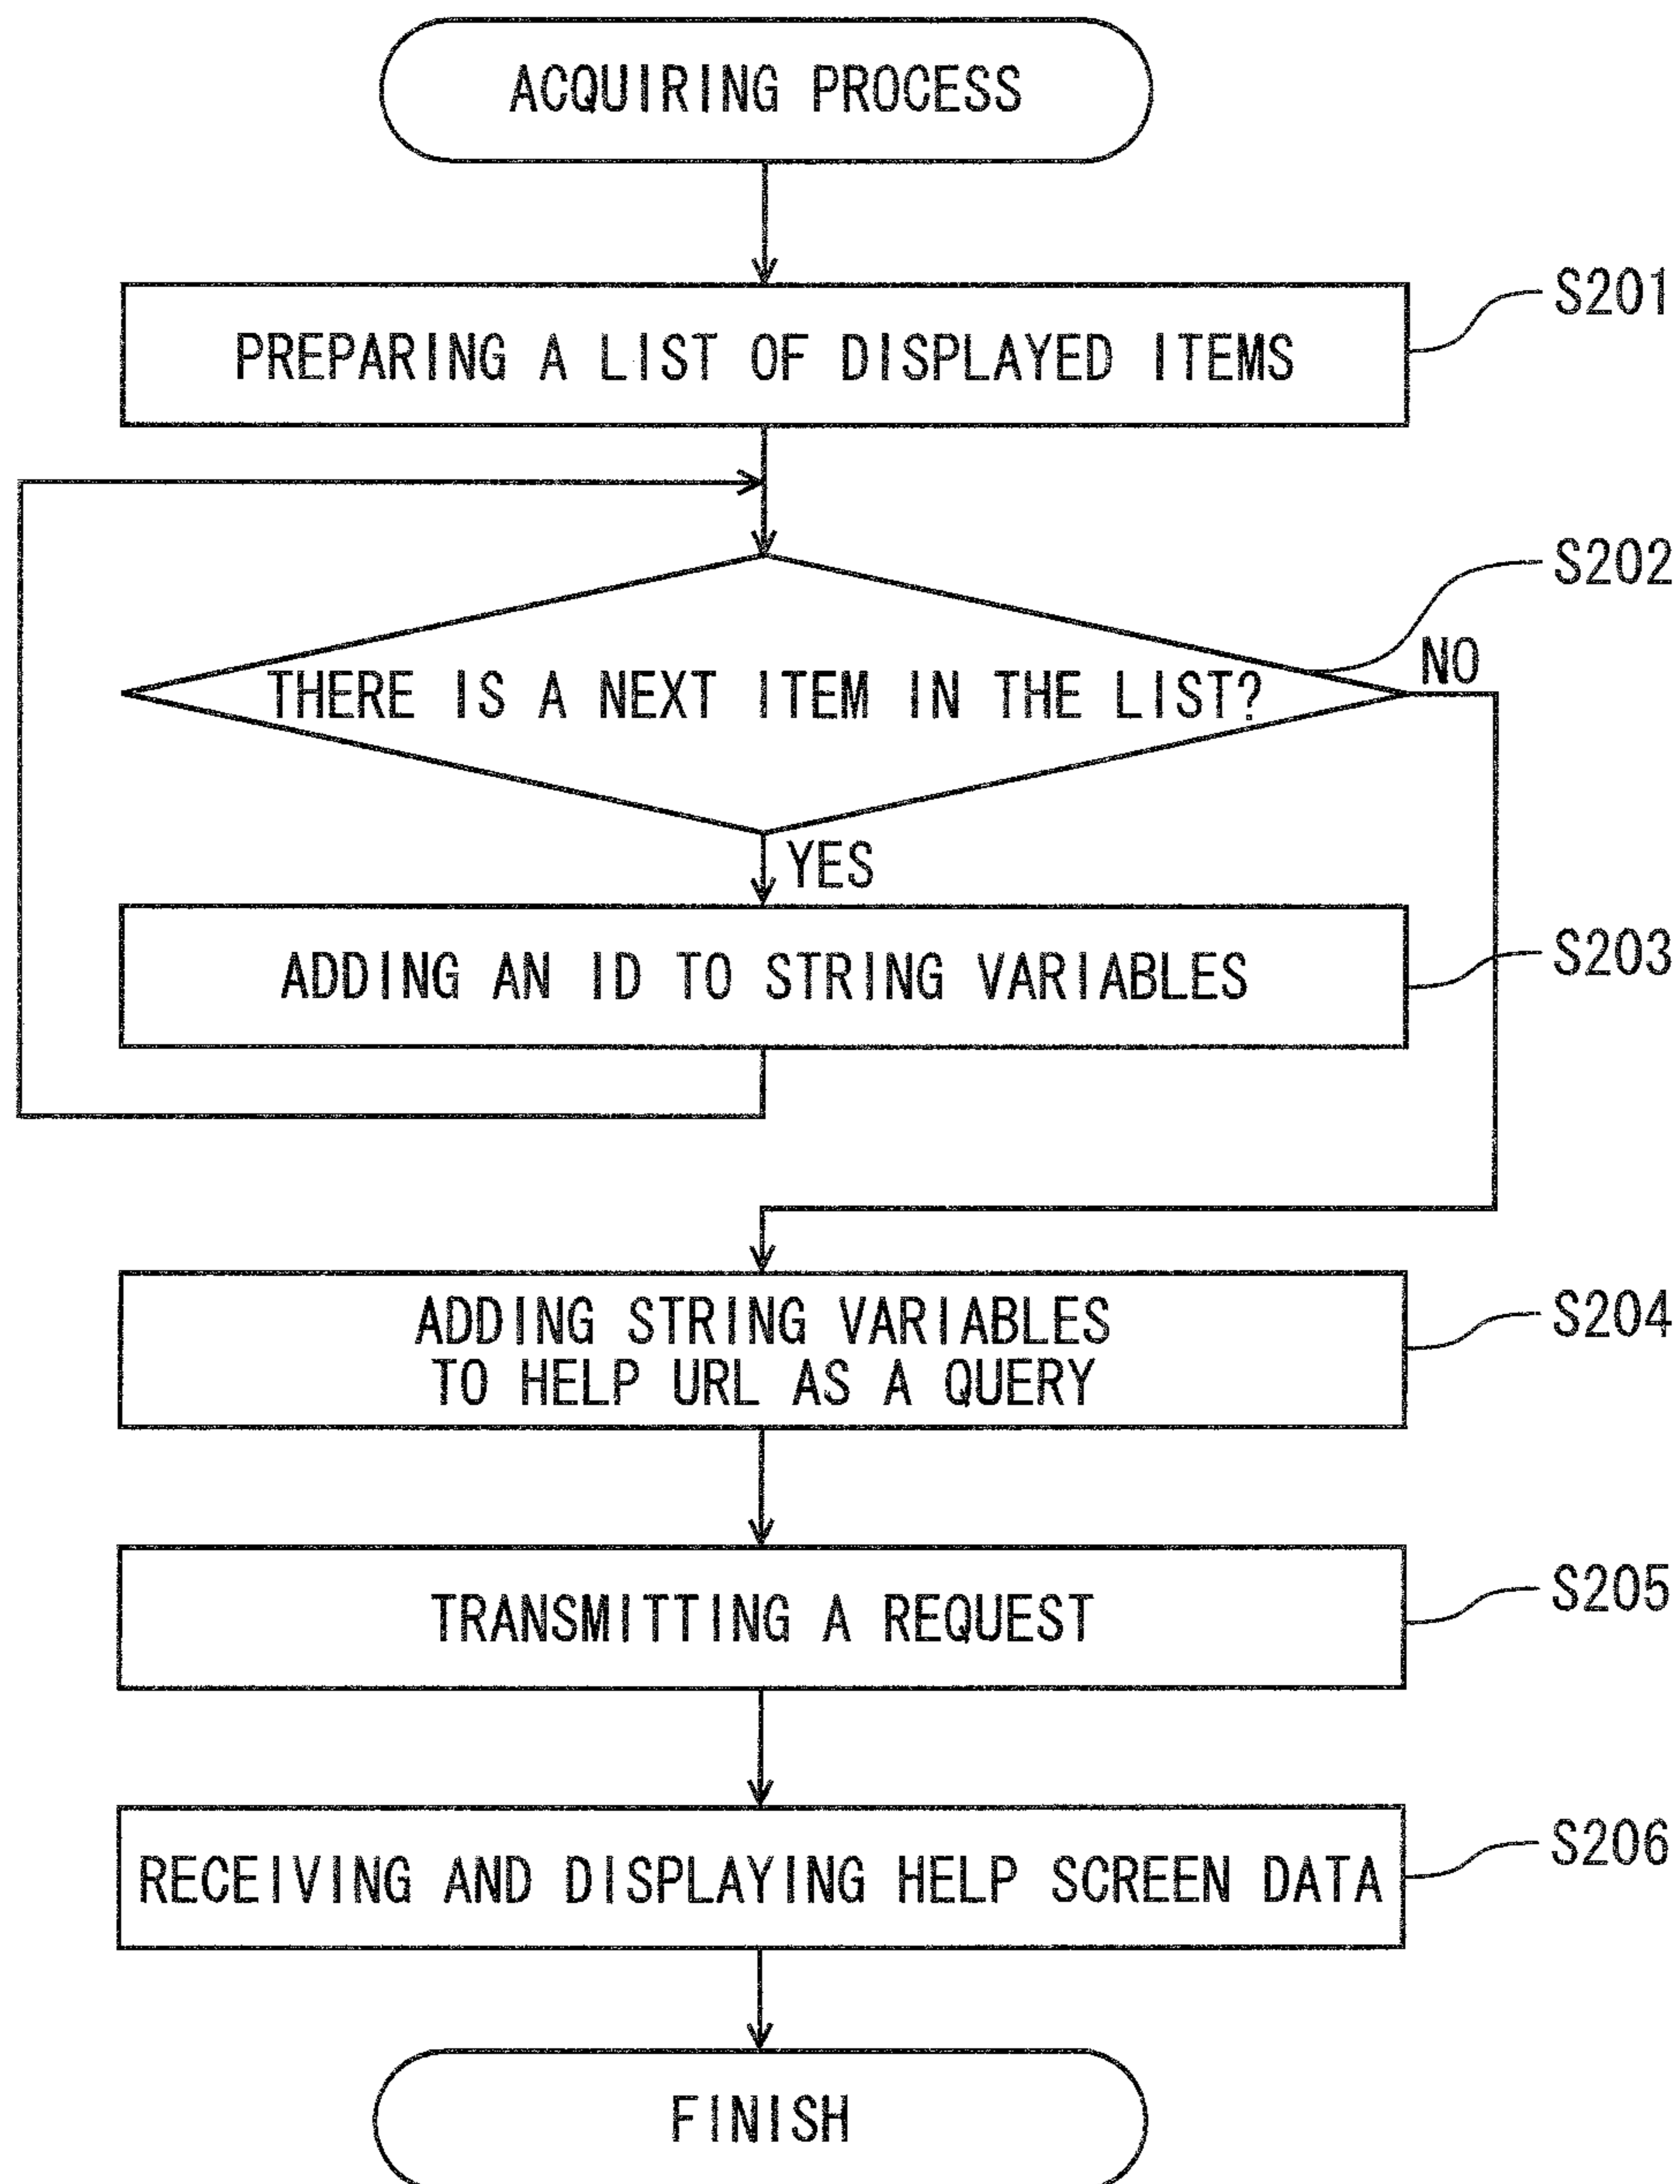 ACQUIRING PROCESS
S201
PREPARING A LIST OF DISPLAYED ITEMS
S202
NO
THERE IS A NEXT ITEM IN THE LIST?
YES
S203
ADDING AN ID TO STRING VARIABLES
S204
ADDING STRING VARIABLES
TO HELP URL AS A QUERY
S205
TRANSMITTING A REQUEST
S206
RECEIVING AND DISPLAYING HELP SCREEN DATA
FINISH